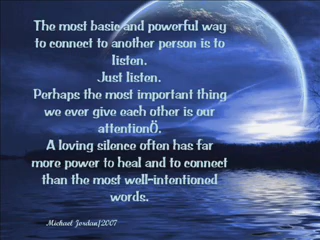 The most basic and powerful way
to connect to another person is to
listen.
.Just listen.
Perhaps the most important thing
we ever give each other is our
attentionÖ.
A loving silence often has far
more power to heal and to connect
than the most well-intentioned
words.
Michael Jordan/2007